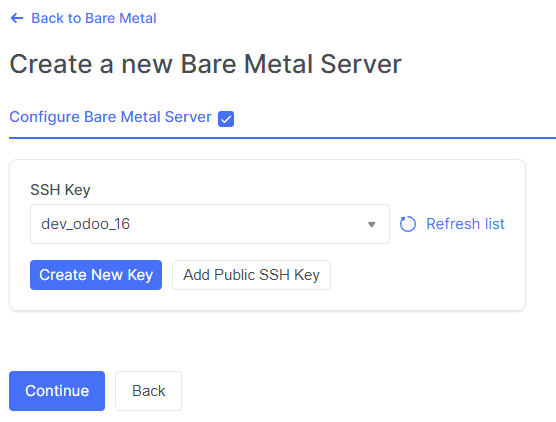 Back to Bare Metal
Create a new Bare Metal Server
Configure Bare Metal Server
SSH Key
dev_odoo_16
Refresh list
Create New Key
Add Public SSH Key
Continue
Back